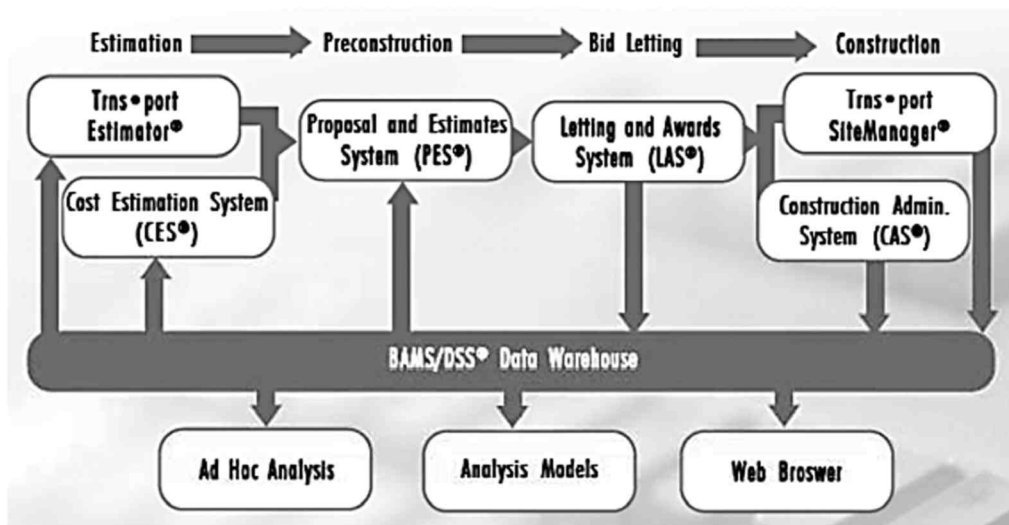 Estimation Preconstruction Bid Letting Construction
Trns•port
Estimator®
Cost Estimation System
(CES®)
Proposal and Estimates
System (PES®)
Letting and Awards
System (LAS®)
Trns•port
SiteManager®
Construction Admin.
System (CAS®)
BAMS/DSS® Data Warehouse
Ad Hoc Analysis
Analysis Models
Web Broswer